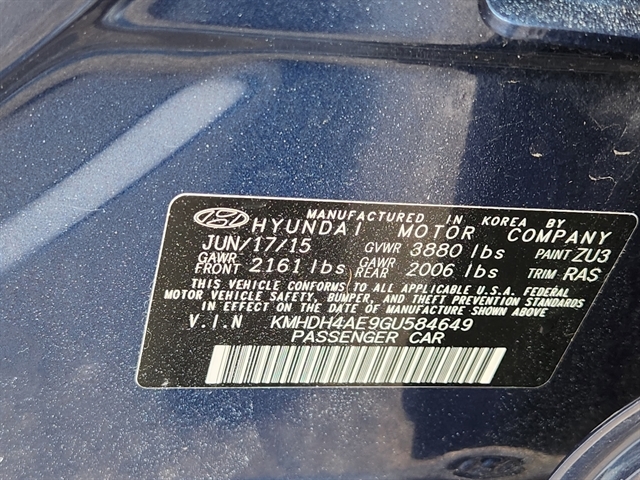 MANUFACTURED IN KOREA BY
HYUNDAI MOTOR COMPANY
JUN/17/15 GVWR 3880 lbs PAINT ZU3
GAWR FRONT 2161 lbs GAWR REAR 2006 lbs TRIM RAS
THIS VEHICLE CONFORMS TO ALL APPLICABLE U.S.A. FEDERAL
MOTOR VEHICLE SAFETY, BUMPER, AND THEFT PREVENTION STANDARDS
IN EFFECT ON THE DATE OF MANUFACTURE SHOWN ABOVE
V.I.N KMHDH4AE9GU584649
PASSENGER CAR